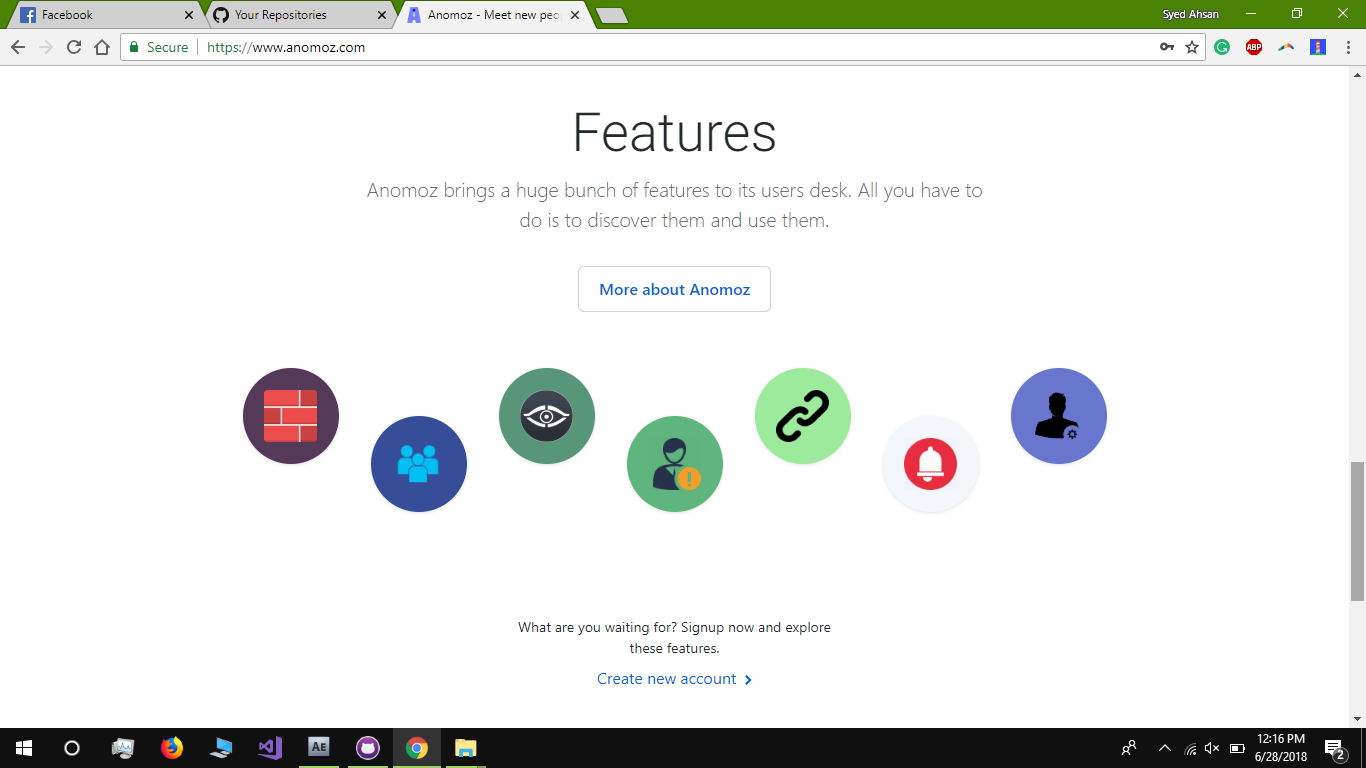 Facebook
Your Repositories
Anomoz - Meet new peo
Syed Ahsan
Secure
https://www.anomoz.com
ABP
Features
Anomoz brings a huge bunch of features to its users desk. All you have to
do is to discover them and use them.
More about Anomoz
What are you waiting for? Signup now and explore
these features.
Create new account
AE
12:16 PM
6/28/2018
2